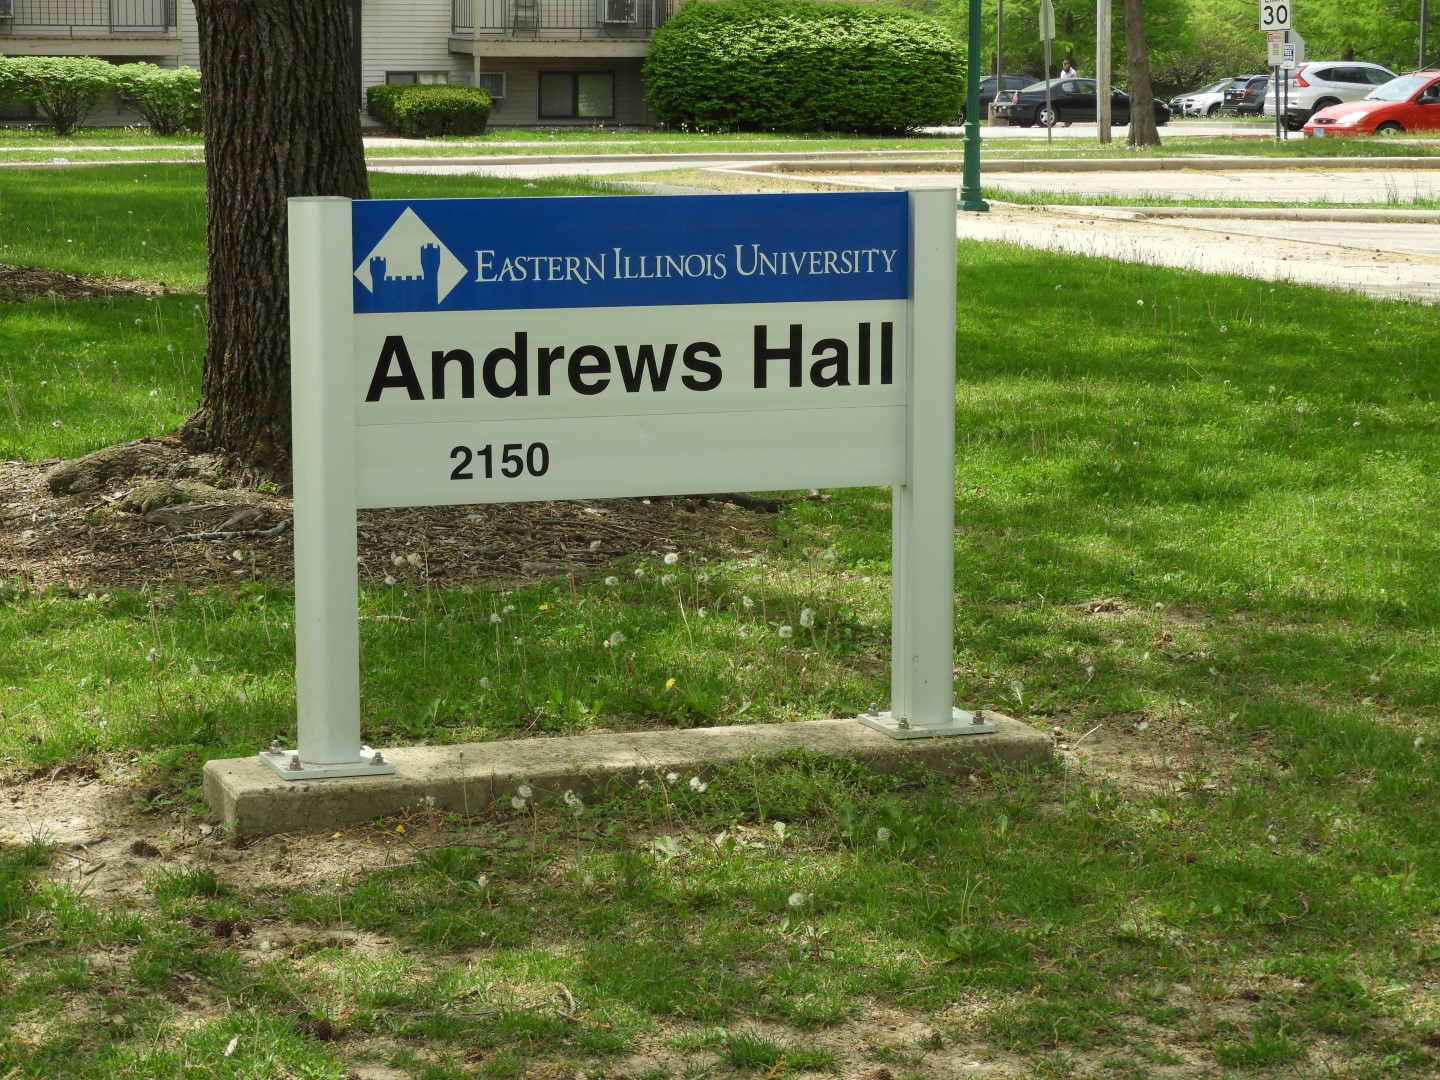 30
EASTERN ILLINOIS UNIVERSITY
Andrews Hall
2150